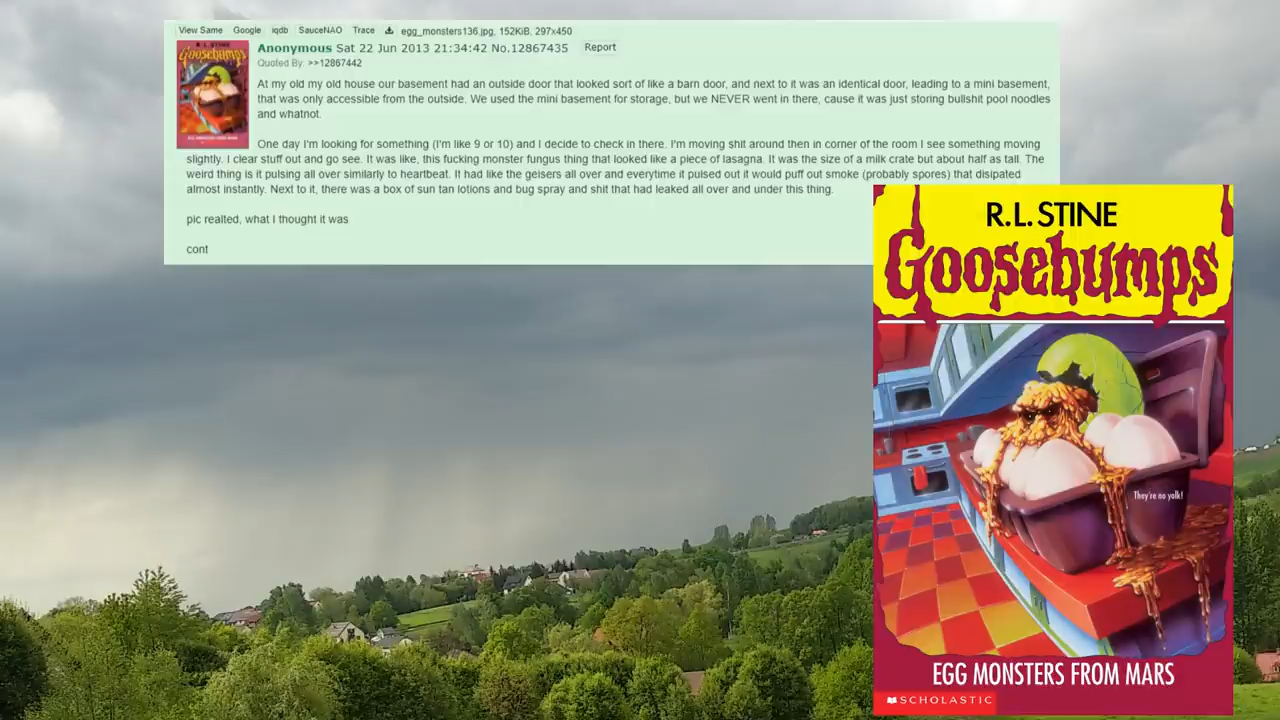 View Same Google iqdb SauceNAO Trace egg_monsters136.jpg, 152KiB, 297x450
Anonymous Sat 22 Jun 2013 21:34:42 No.12867435 Report
Quoted By: >>12867442
At my old my old house our basement had an outside door that looked sort of like a barn door, and next to it was an identical door, leading to a mini basement,
that was only accessible from the outside. We used the mini basement for storage, but we NEVER went in there, cause it was just storing bullshit pool noodles
and whatnot.
One day I'm looking for something (I'm like 9 or 10) and I decide to check in there. I'm moving shit around then in corner of the room I see something moving
slightly. I clear stuff out and go see. It was like, this fucking monster fungus thing that looked like a piece of lasagna. It was the size of a milk crate but about half as tall. The
weird thing is it pulsing all over similarly to heartbeat. It had like the geisers all over and everytime it pulsed out it would puff out smoke (probably spores) that disipated
almost instantly. Next to it, there was a box of sun tan lotions and bug spray and shit that had leaked all over and under this thing.
pic realted, what I thought it was
cont
R.L. STINE
Goosebumps
They're no yolk!
EGG MONSTERS FROM MARS
SCHOLASTIC